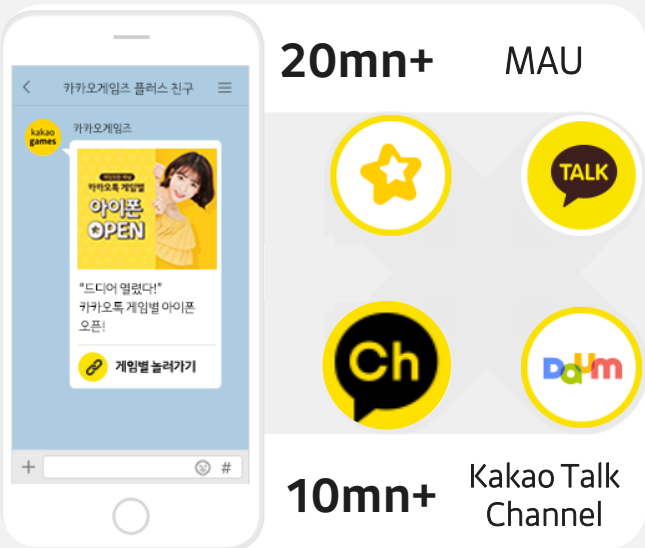 카카오게임즈 플러스 친구
kakao
games
카카오게임즈
카카오톡 게임별
아이폰
OPEN
"드디어 열렸다!"
카카오톡 게임별 아이폰
오픈!
게임별 놀러가기
#
20mn+ MAU
TALK
Ch
Daum
10mn+
Kakao Talk
Channel